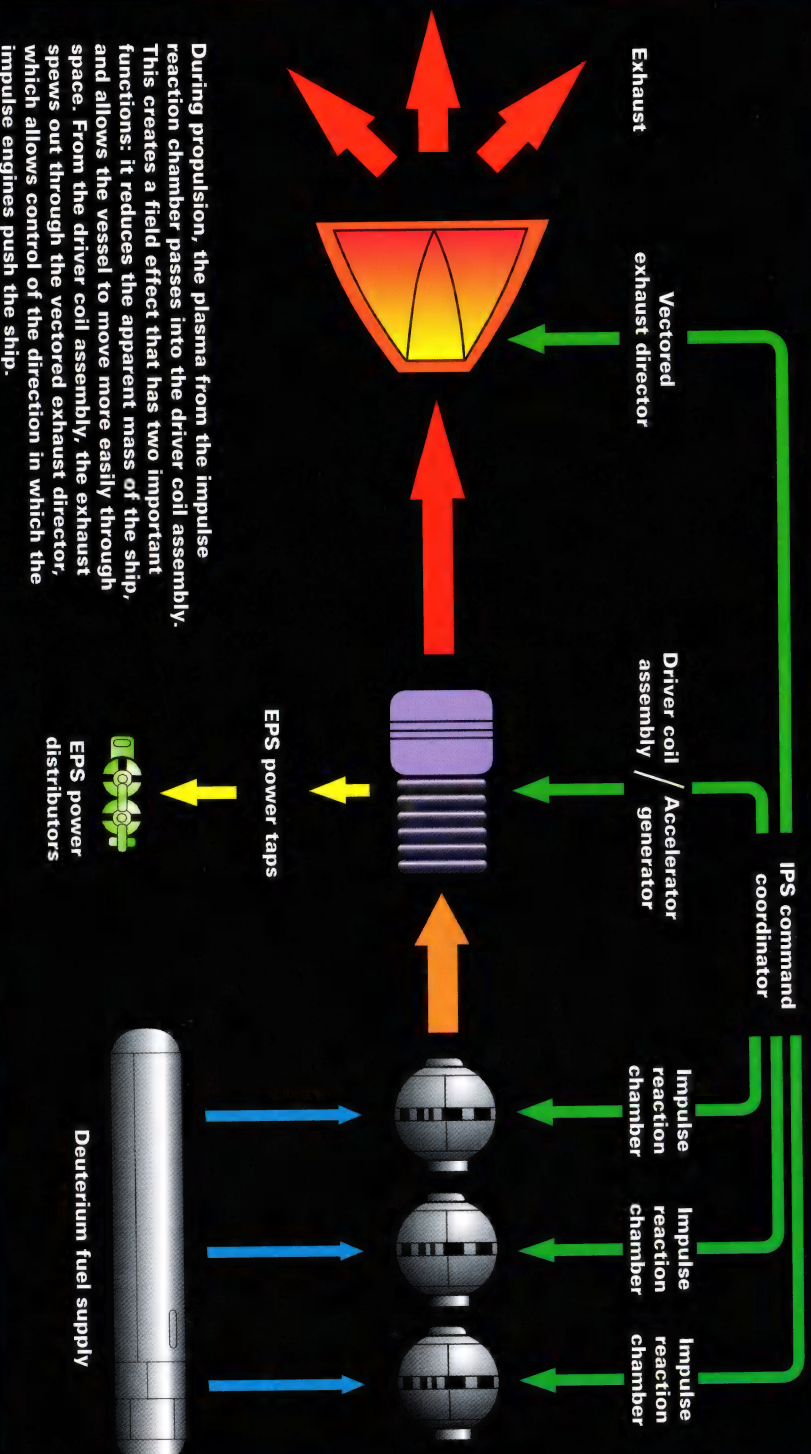 IPS command
coordinator
Exhaust
Vectored
exhaust director
Driver coil
assembly
/
Accelerator
generator
Impulse
reaction
chamber
Impulse
reaction
chamber
Impulse
reaction
chamber
EPS power taps
EPS power
distributors
Deuterium fuel supply
During propulsion, the plasma from the impulse
reaction chamber passes into the driver coil assembly.
This creates a field effect that has two important
functions: it reduces the apparent mass of the ship,
and allows the vessel to move more easily through
space. From the driver coil assembly, the exhaust
spews out through the vectored exhaust director,
which allows control of the direction in which the
impulse engines push the ship.